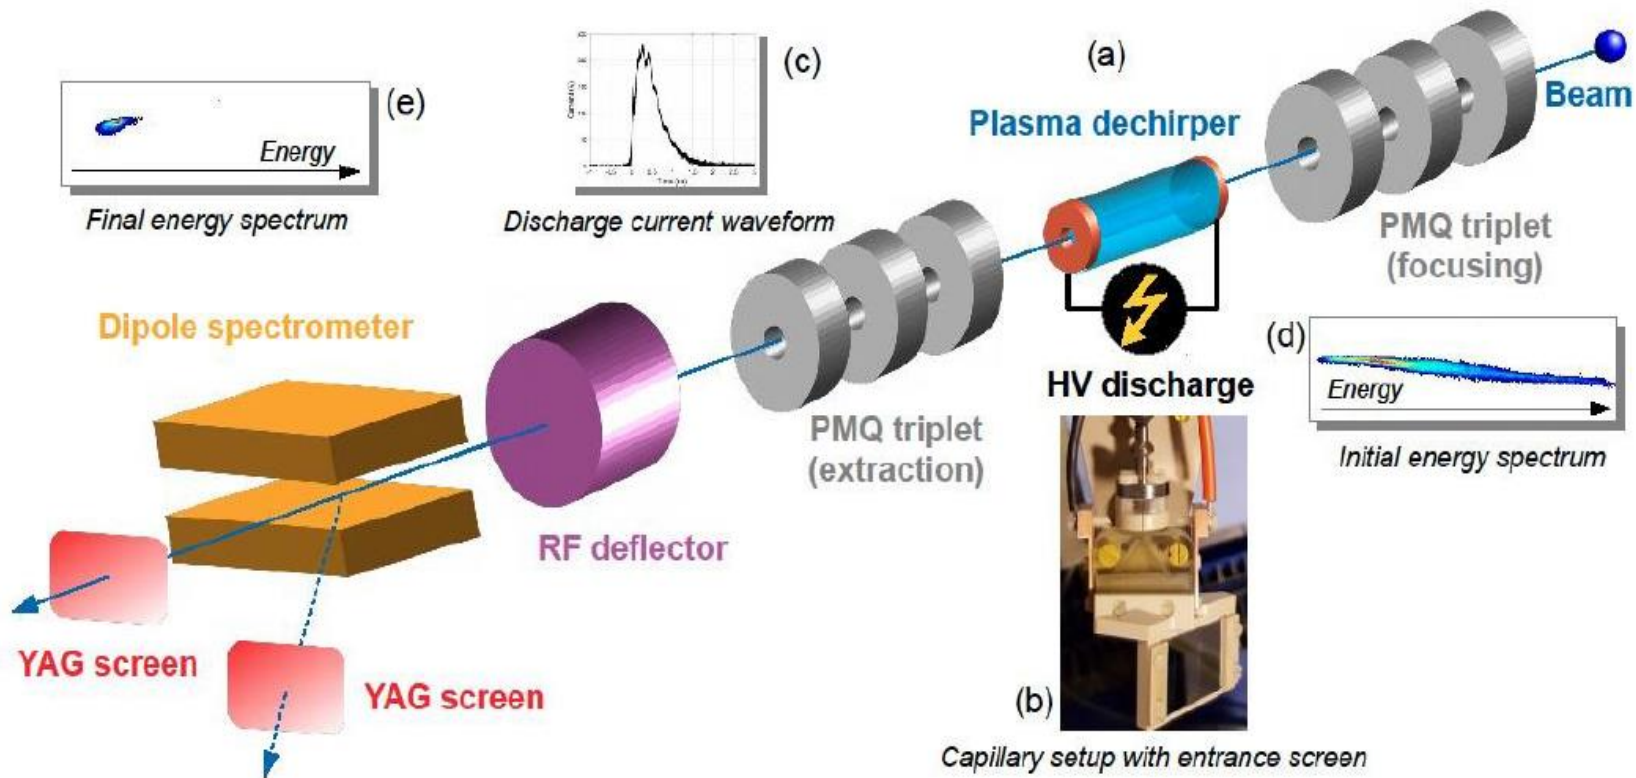 (a)
Beam
Plasma dechirper
PMQ triplet
(focusing)
(c)
Current (A)
Discharge current waveform
(e)
Energy
Final energy spectrum
HV discharge
(d)
Energy
Initial energy spectrum
PMQ triplet
(extraction)
Dipole spectrometer
RF deflector
YAG screen
YAG screen
(b)
Capillary setup with entrance screen